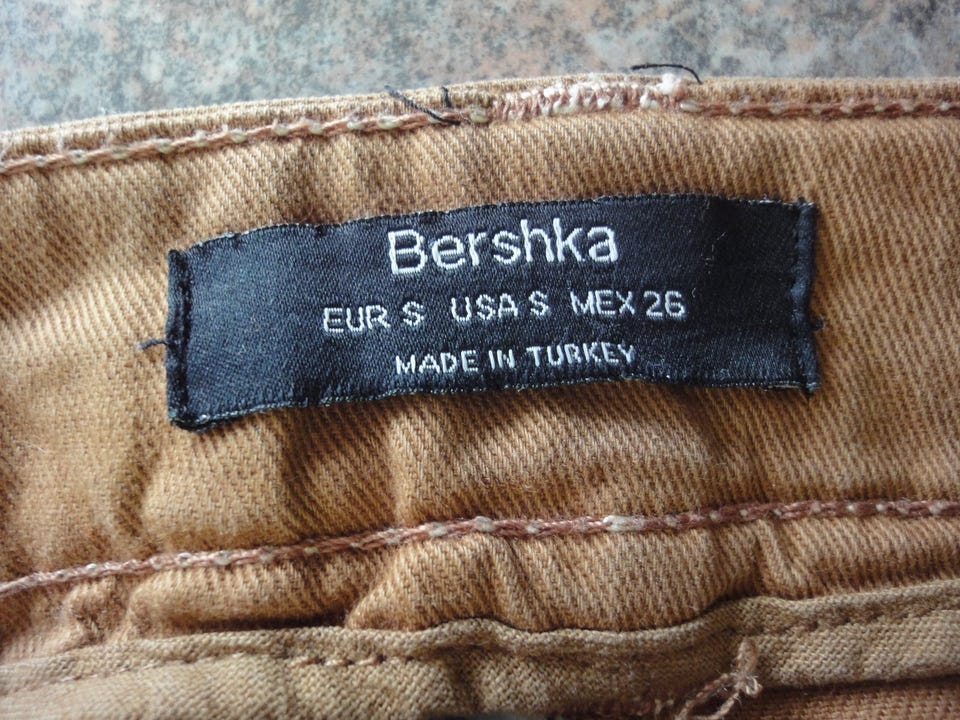 Bershka
EUR S USA S MEX 26
MADE IN TURKEY